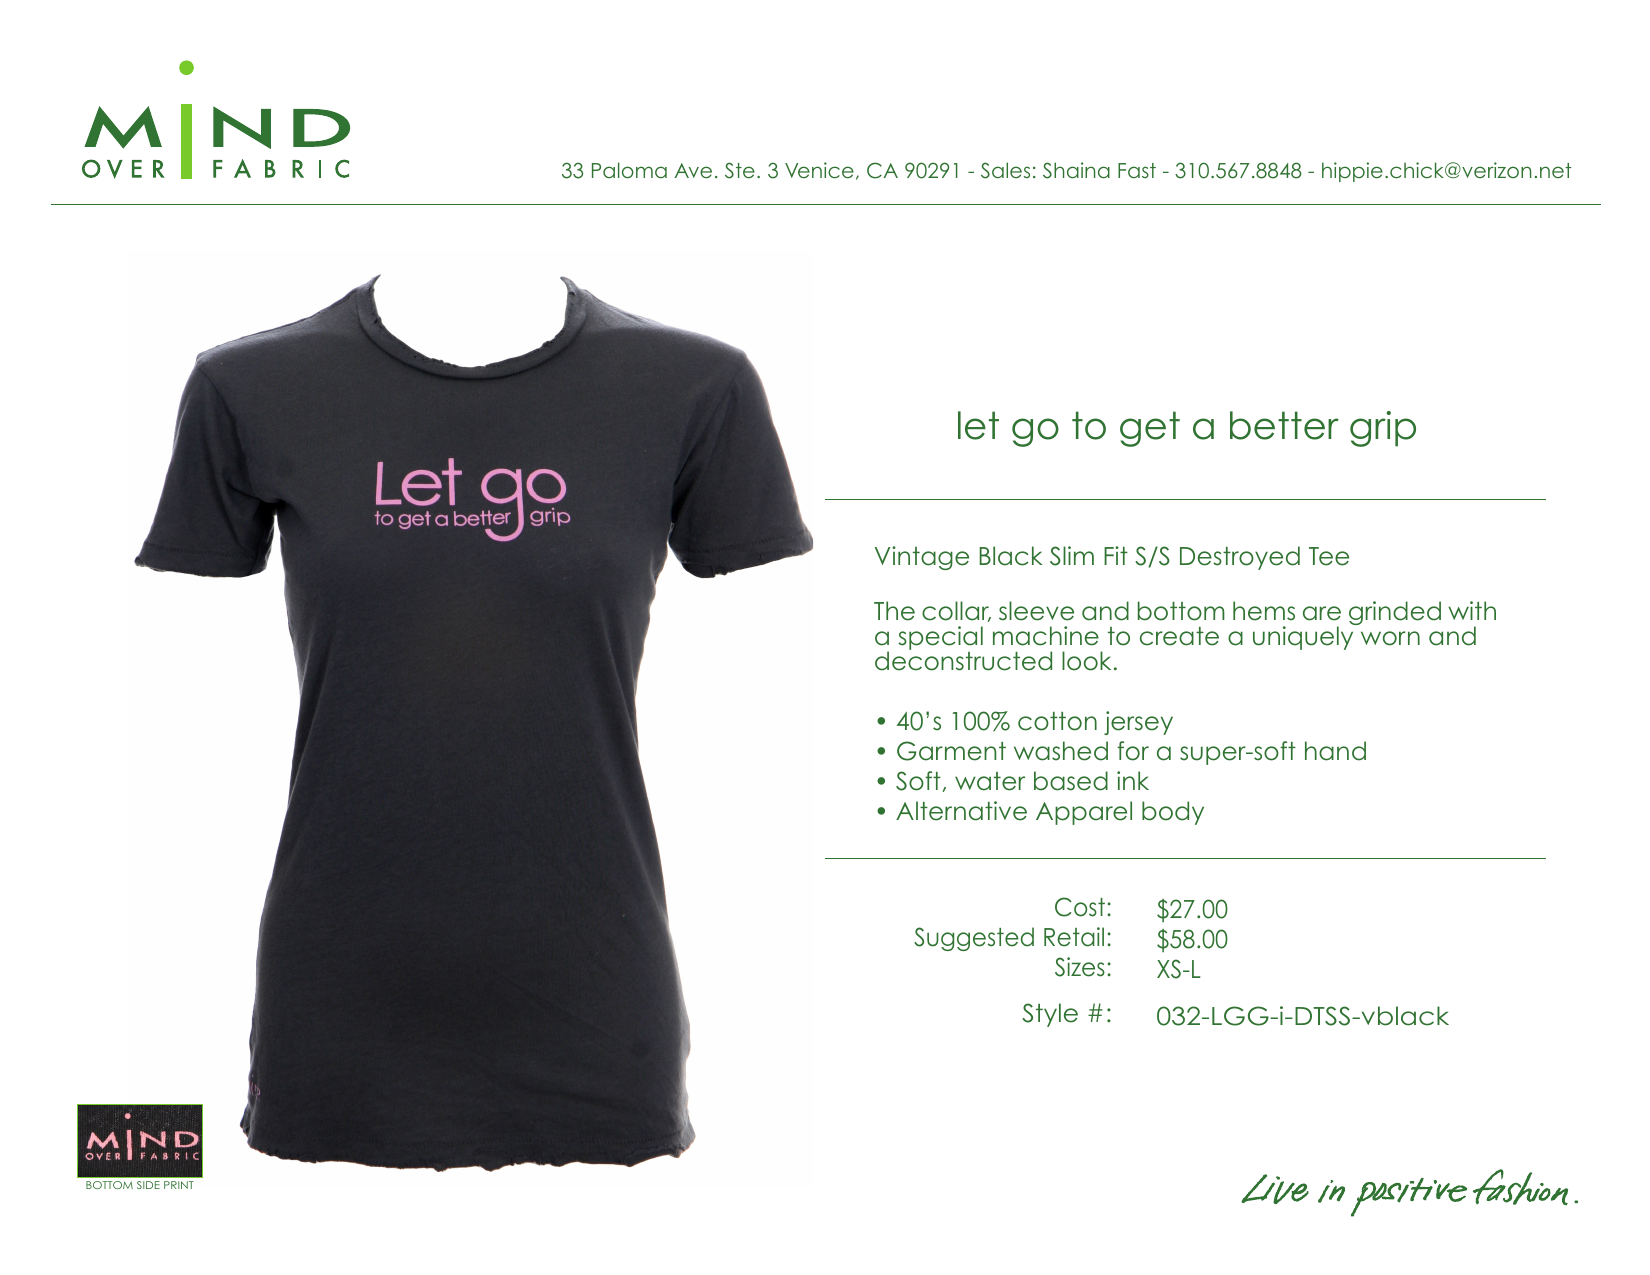 MiND
OVER FABRIC
33 Paloma Ave. Ste. 3 Venice, CA 90291 - Sales: Shaina Fast - 310.567.8848 - hippie.chick@verizon.net
Let go
to get a better grip
let go to get a better grip
Vintage Black Slim Fit S/S Destroyed Tee
The collar, sleeve and bottom hems are grinded with
a special machine to create a uniquely worn and
deconstructed look.
• 40’s 100% cotton jersey
• Garment washed for a super-soft hand
• Soft, water based ink
• Alternative Apparel body
Cost: $27.00
Suggested Retail: $58.00
Sizes: XS-L
Style #: 032-LGG-i-DTSS-vblack
MiND
OVER FABRIC
BOTTOM SIDE PRINT
Live in positive fashion.